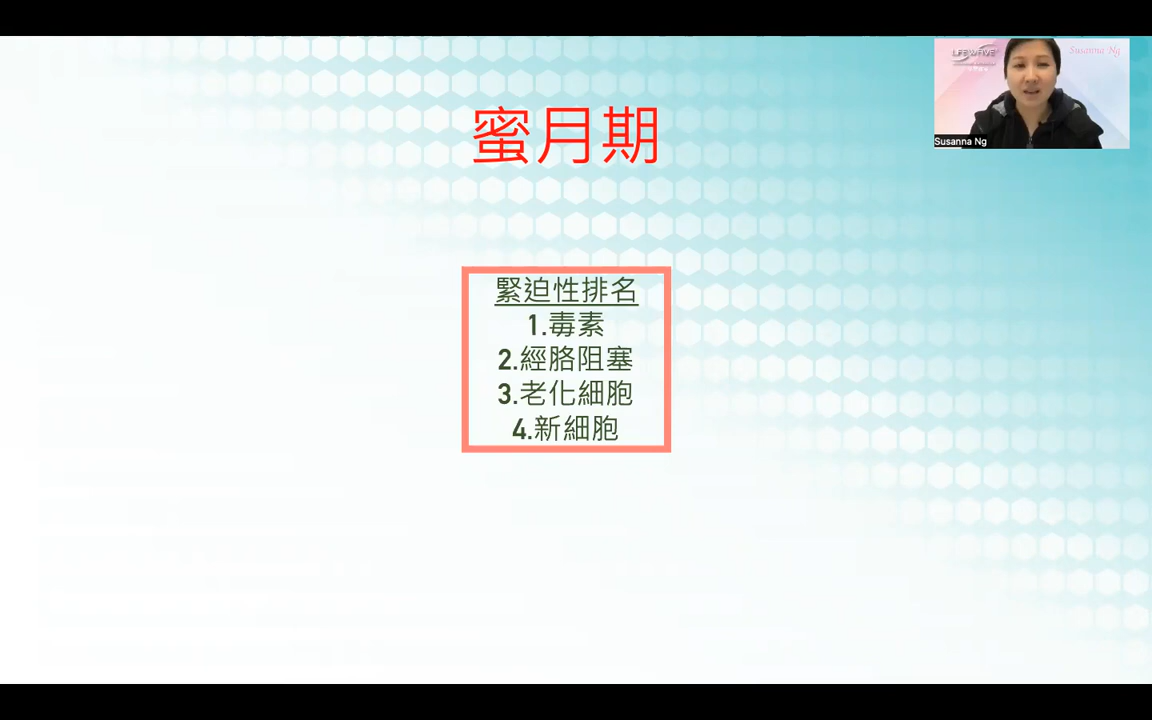 LIFEWAVE
Susanna Ng
Susanna Ng
蜜月期
緊迫性排名
1.毒素
2.經胳阻塞
3.老化細胞
4.新細胞